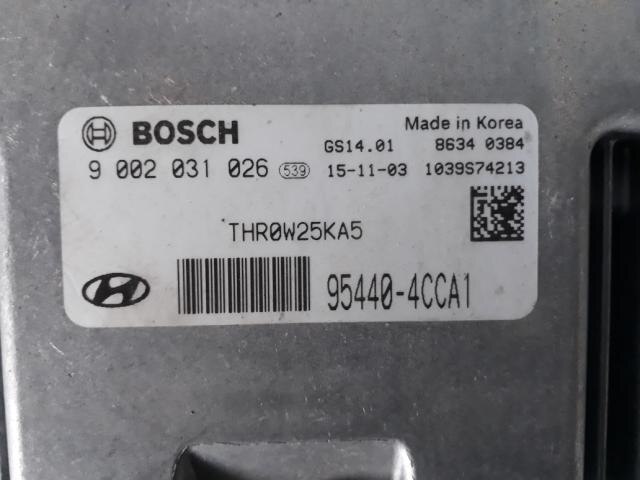 BOSCH
Made in Korea
GS14.01 8634 0384
9 002 031 026 539 15-11-03 1039S74213
THR0W25KA5
95440-4CCA1